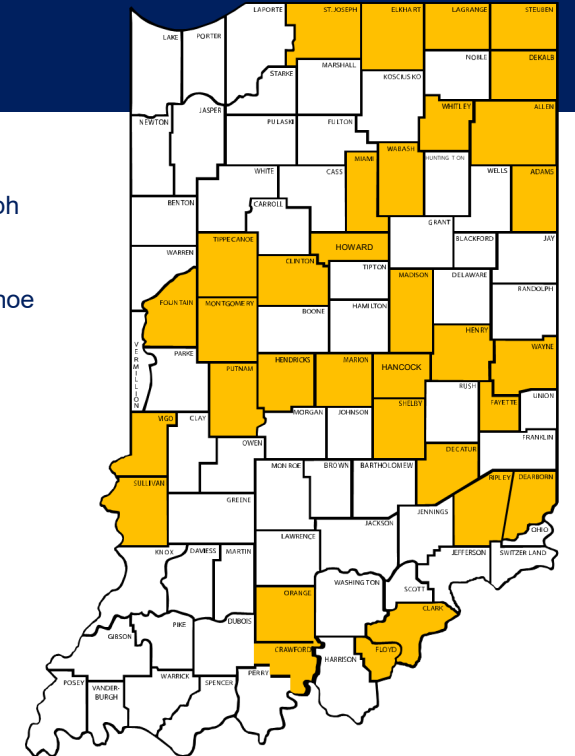 ph
noe
LAPORTE
ST. JOSEPH
ELKHART
LAGRANGE
STEUBEN
LAKE
PORTER
NOBLE
DEKALB
MARSHALL
STARKE
KOSCIUSKO
WHITLEY
ALLEN
JASPER
NEWTON
PULASKI
FULTON
WABASH
MIAMI
HUNTINGTON
WHITE
CASS
WELLS
ADAMS
BENTON
CARROLL
GRANT
TIPPECANOE
BLACKFORD
JAY
HOWARD
WARREN
CLINTON
TIPTON
MADISON
DELAWARE
RANDOLPH
FOUNTAIN
MONTGOMERY
HAMILTON
BOONE
HENRY
WAYNE
VERMILLION
PARKE
HENDRICKS
MARION
HANCOCK
PUTNAM
RUSH
UNION
FAYETTE
SHELBY
MORGAN
JOHNSON
VIGO
CLAY
FRANKLIN
OWEN
DECATUR
MONROE
BROWN
BARTHOLOMEW
RIPLEY
DEARBORN
SULLIVAN
GREENE
JENNINGS
JACKSON
OHIO
LAWRENCE
KNOX
DAVIESS
MARTIN
JEFFERSON
SWITZERLAND
WASHINGTON
SCOTT
ORANGE
CLARK
DUBOIS
PIKE
GIBSON
CRAWFORD
FLOYD
HARRISON
PERRY
WARRICK
SPENCER
POSEY
VANDER-
BURGH